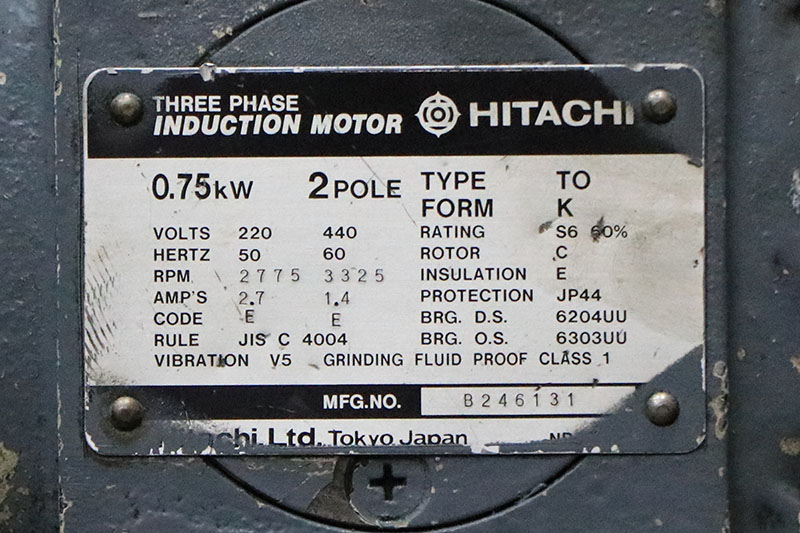 THREE PHASE
INDUCTION MOTOR HITACHI
0.75kW 2 POLE TYPE TO
FORM K
VOLTS 220 440 RATING S6 60%
HERTZ 50 60 ROTOR C
RPM 2775 3325 INSULATION E
AMP'S 2.7 1.4 PROTECTION JP44
CODE E E BRG. D.S. 6204UU
RULE JIS C 4004 BRG. O.S. 6303UU
VIBRATION V5 GRINDING FLUID PROOF CLASS 1
MFG.NO. B246131
Ltd. Tokyo Japan